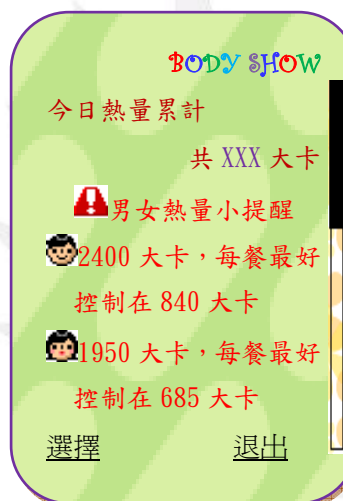 BODY SHOW
今日熱量累計
共 XXX 大卡
男女熱量小提醒
2400 大卡，每餐最好
控制在 840 大卡
1950 大卡，每餐最好
控制在 685 大卡
選擇 退出